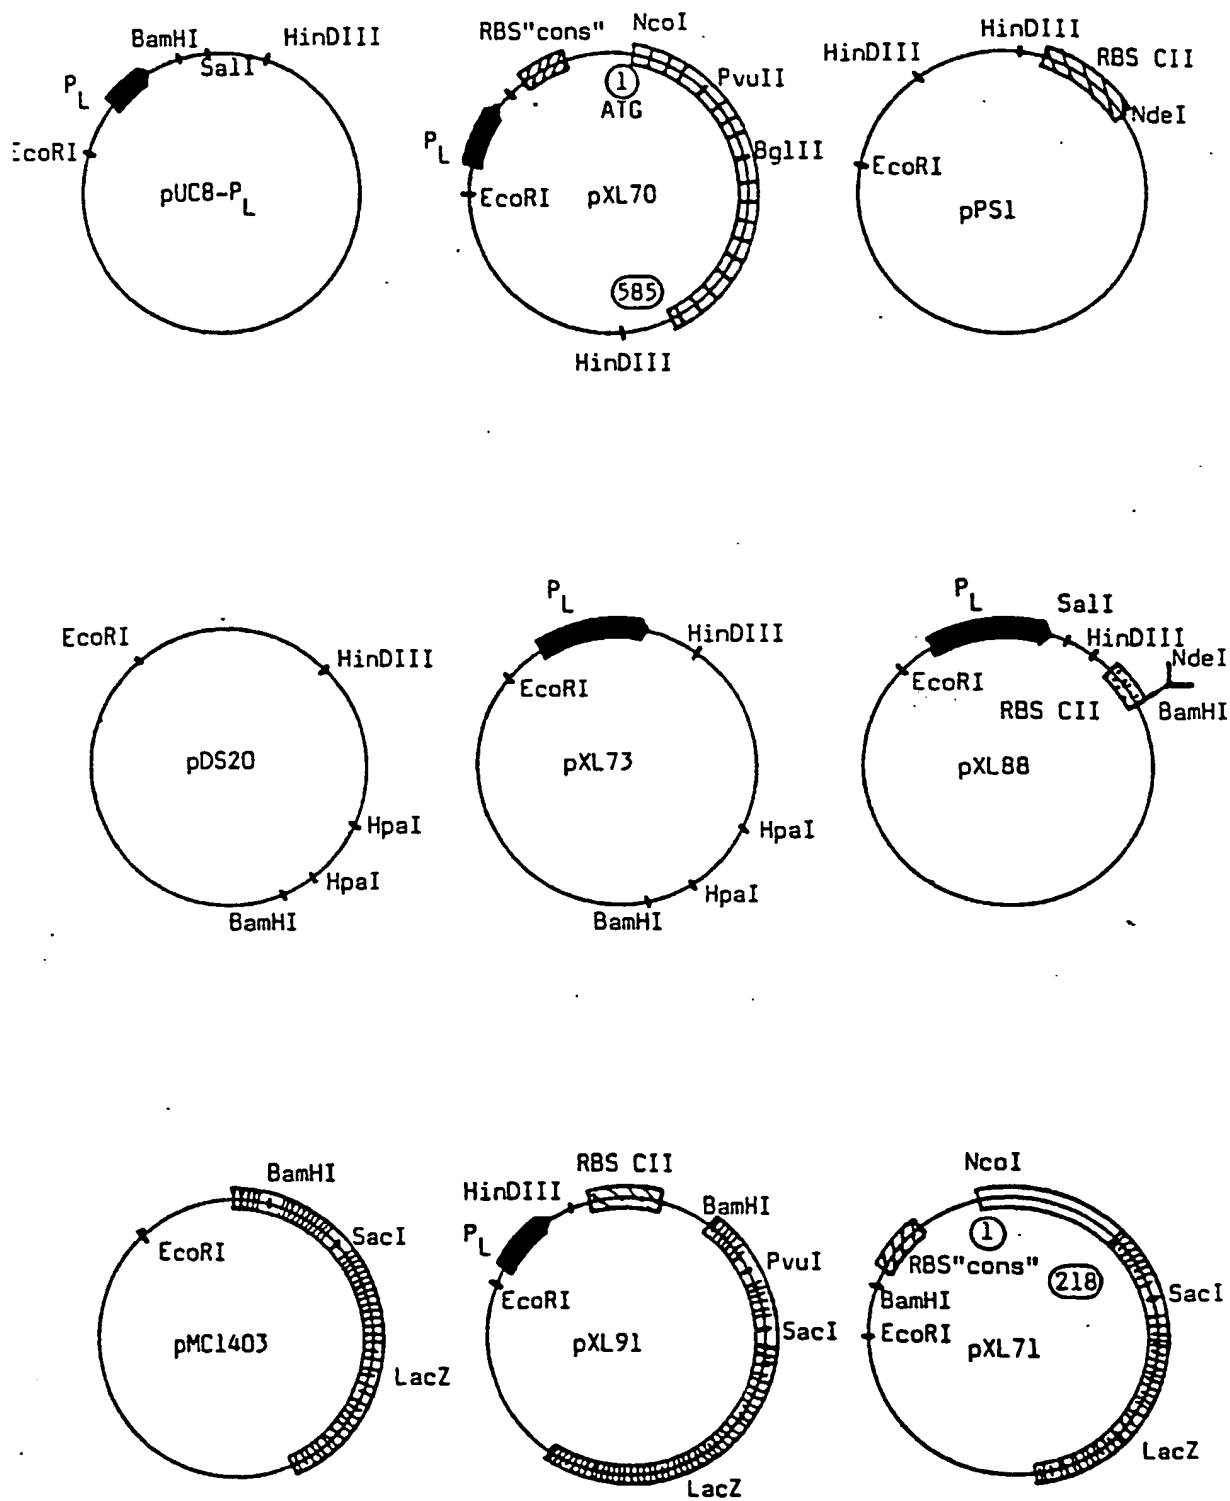 BamHI
SalI
HinDIII
P L
EcoRI
pUC8-P L
RBS"cons"
NcoI
1
ATG
PvuII
P L
BglII
EcoRI
pXL70
585
HinDIII
HinDIII
HinDIII
RBS CII
NdeI
EcoRI
pPS1
EcoRI
HinDIII
pDS20
HpaI
HpaI
BamHI
P L
HinDIII
EcoRI
pXL73
HpaI
HpaI
BamHI
P L
SalI
HinDIII
NdeI
EcoRI
RBS CII
BamHI
pXL88
BamHI
EcoRI
SacI
pMC1403
LacZ
RBS CII
HinDIII
BamHI
P L
PvuI
EcoRI
SacI
pXL91
LacZ
NcoI
1
RBS"cons"
218
BamHI
SacI
EcoRI
pXL71
LacZ